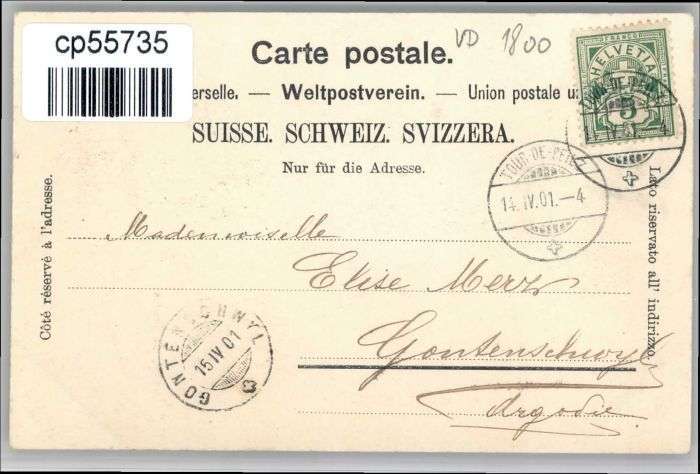 cp55735
VD 1800
Carte postale.
erselle. — Weltpostverein. — Union postale u
SUISSE. SCHWEIZ. SVIZZERA.
Nur für die Adresse.
HELVETIA
FRANCO
5
TOUR-DE-PEILZ
14.IV.01.–4
Côté réservé à l'adresse.
Lato riservato all' indirizzo.
Mademoiselle
Elise Merz
Gontenschwyl
Argovie
GONTENSCHWYL
15 IV 01